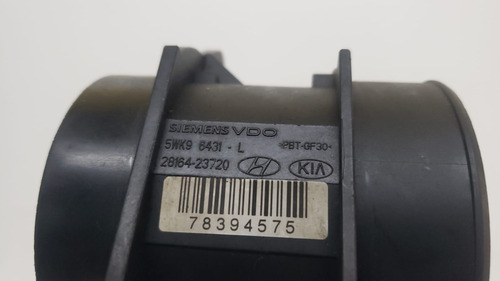 SIEMENS VDO
5WK9 6431 - L >PBT-GF30<
28164-23720 KIA
78394575